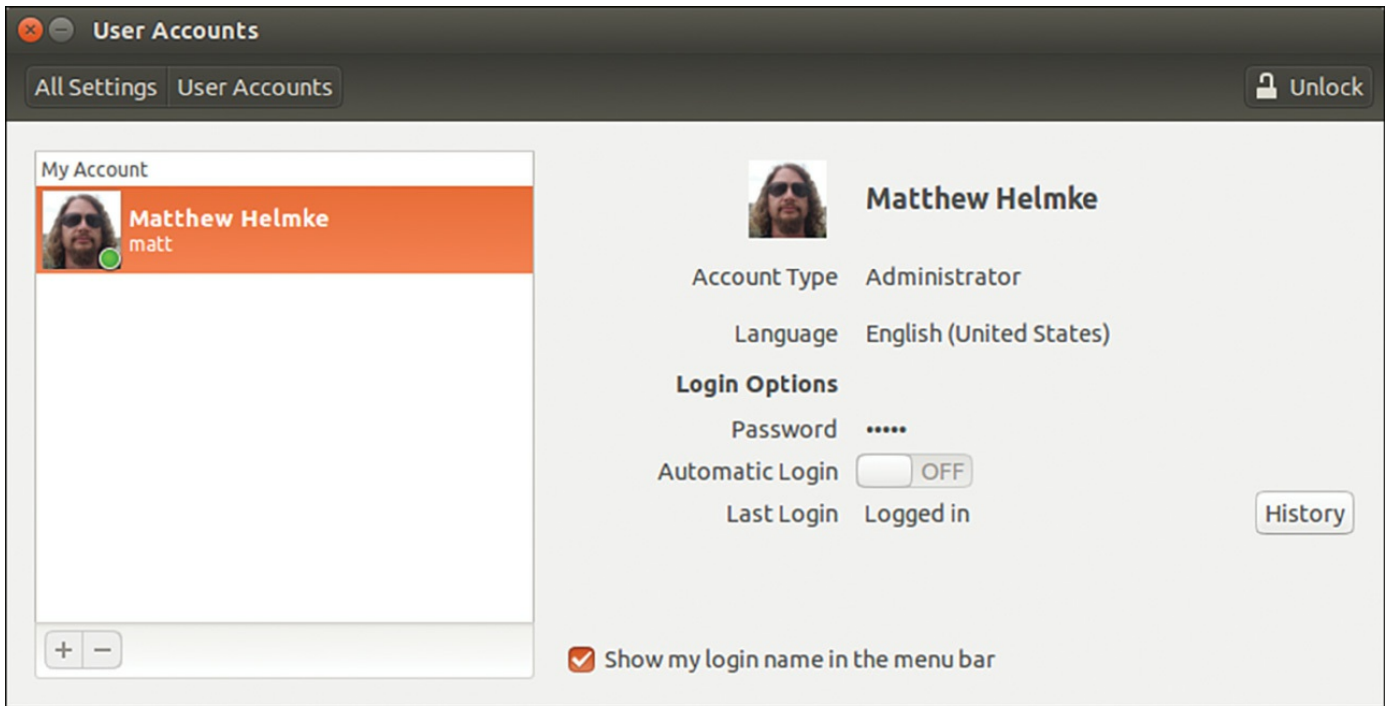 User Accounts
All Settings User Accounts Unlock
My Account
Matthew Helmke
matt
Matthew Helmke
Account Type Administrator
Language English (United States)
Login Options
Password •••••
Automatic Login OFF
Last Login Logged in History
+ −
Show my login name in the menu bar